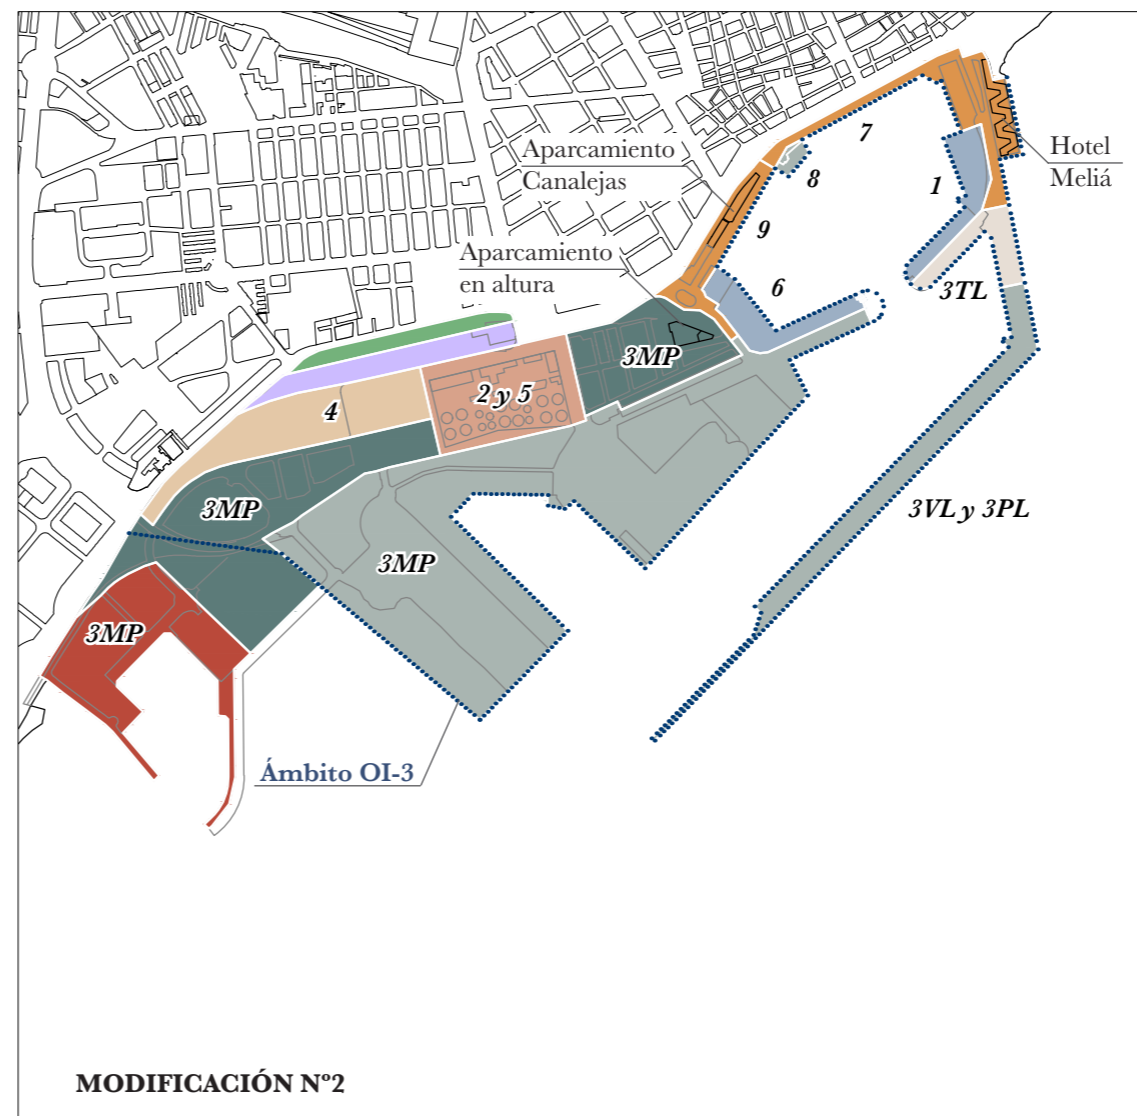 7
Aparcamiento
Canalejas
Hotel
Meliá
8
1
9
Aparcamiento
en altura
6
3TL
3MP
2 y 5
4
3MP
3VL y 3PL
3MP
3MP
Ámbito OI-3
MODIFICACIÓN Nº2